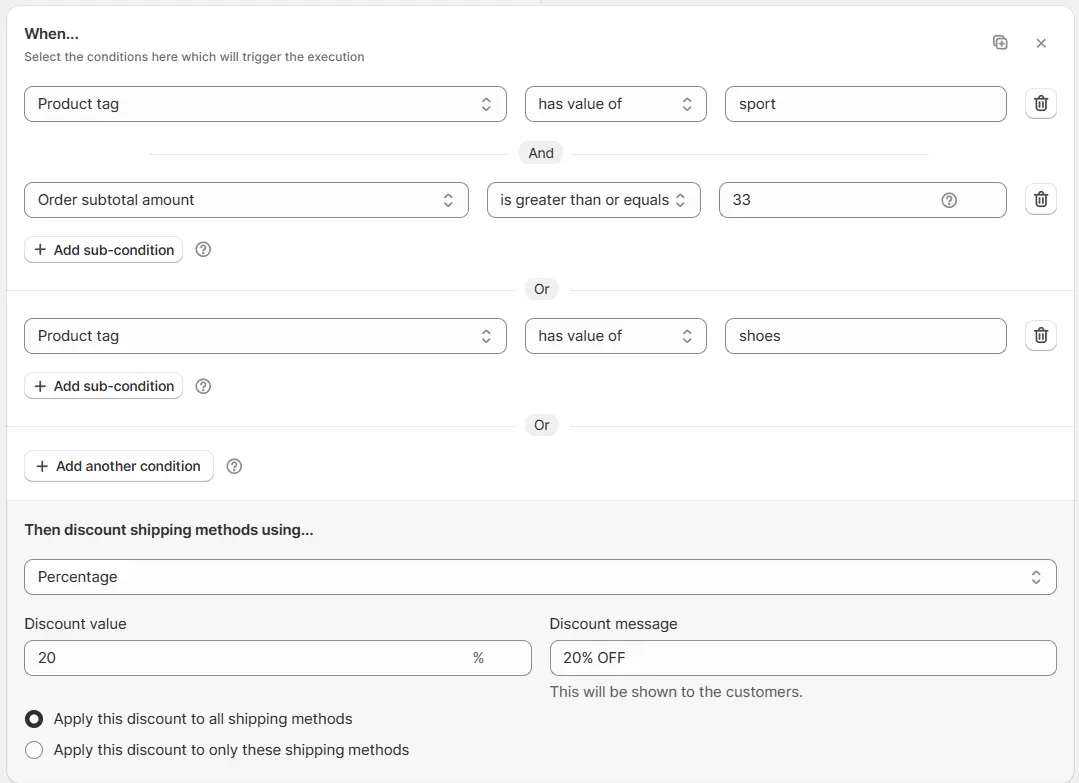 When...
Select the conditions here which will trigger the execution
Product tag has value of sport
And
Order subtotal amount is greater than or equals 33
Add sub-condition
Or
Product tag has value of shoes
Add sub-condition
Or
Add another condition
Then discount shipping methods using...
Percentage
Discount value Discount message
20 % 20% OFF
This will be shown to the customers.
Apply this discount to all shipping methods
Apply this discount to only these shipping methods